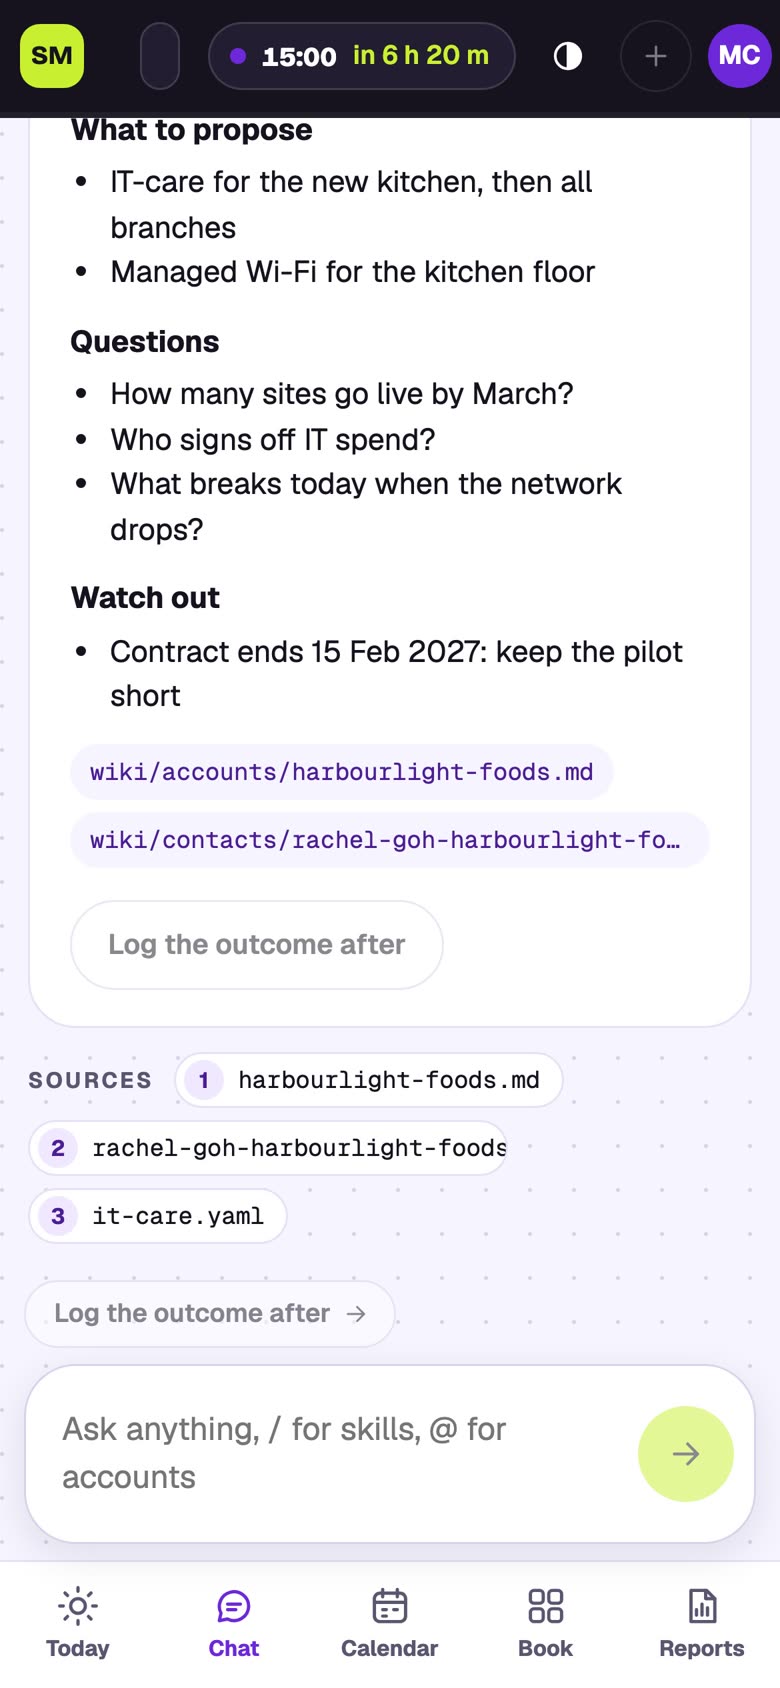 SM
15:00 in 6 h 20 m
MC
What to propose
IT-care for the new kitchen, then all
branches
Managed Wi-Fi for the kitchen floor
Questions
How many sites go live by March?
Who signs off IT spend?
What breaks today when the network
drops?
Watch out
Contract ends 15 Feb 2027: keep the pilot
short
wiki/accounts/harbourlight-foods.md
wiki/contacts/rachel-goh-harbourlight-fo…
Log the outcome after
SOURCES 1 harbourlight-foods.md
2 rachel-goh-harbourlight-foods
3 it-care.yaml
Log the outcome after →
Ask anything, / for skills, @ for
accounts
Today Chat Calendar Book Reports